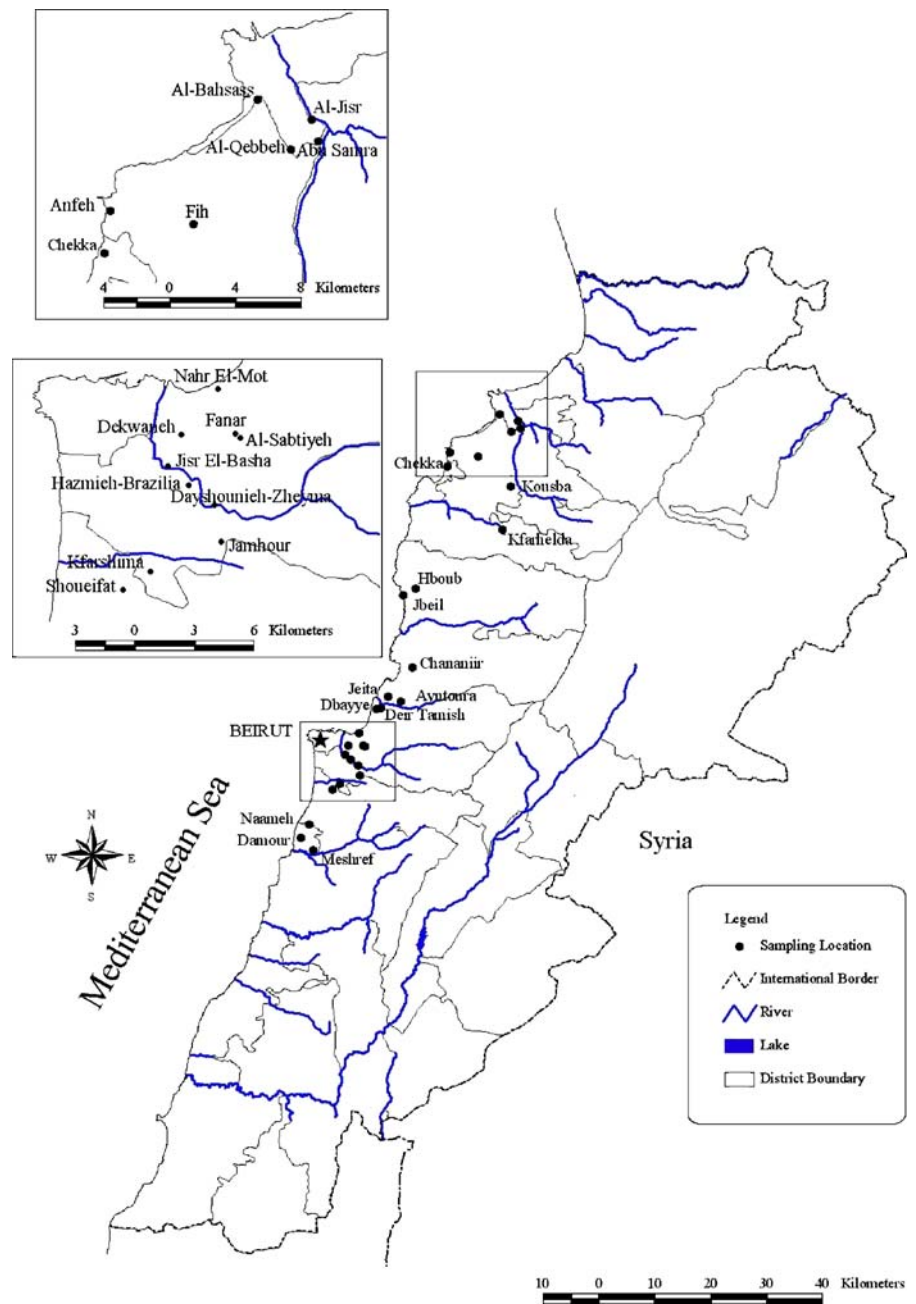 Al-Bahsass
Al-Jisr
Al-Qebbeh
Abu Samra
Anfeh
Fih
Chekka
4 0 4 8 Kilometers
Nahr El-Mot
Dekwaneh
Fanar
Al-Sabtiyeh
Jisr El-Basha
Hazmieh-Brazilia
Dayshounieh-Zheyma
Jamhour
Kfarshima
Shoueifat
3 0 3 6 Kilometers
Chekka
Kousba
Kfarhelda
Hboub
Jbeil
Chananiir
Jeita
Ayntoura
Dbayye
Deir Tamish
BEIRUT
Naameh
Damour
Meshref
Mediterranean Sea
N
W E
S
Syria
Legend
Sampling Location
International Border
River
Lake
District Boundary
10 0 10 20 30 40 Kilometers